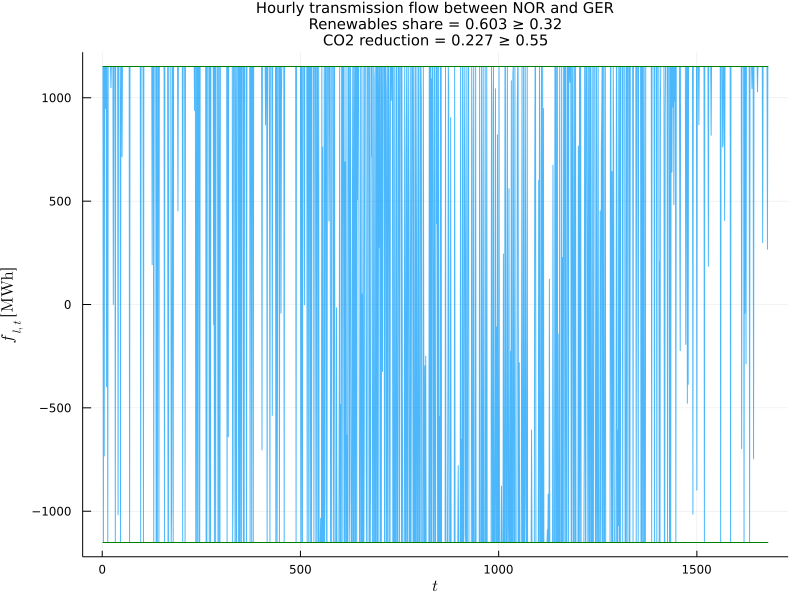 Hourly transmission flow between NOR and GER
Renewables share = 0.603 ≥ 0.32
CO2 reduction = 0.227 ≥ 0.55
1000
500
0
−500
−1000
f l,t [MWh]
0 500 1000 1500
t